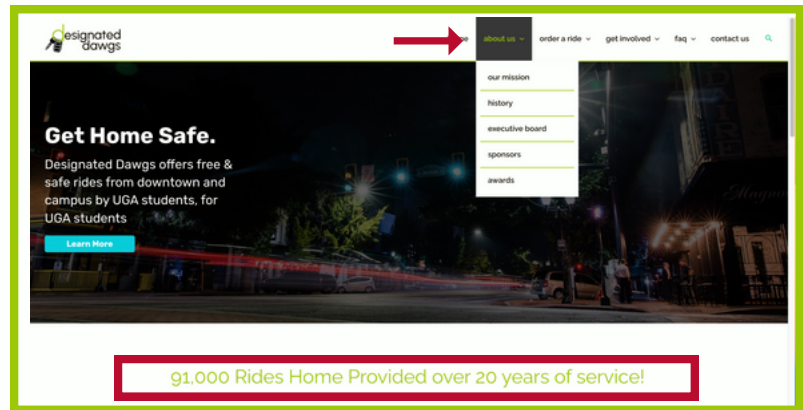 designated
dawgs
about us
order a ride
get involved
faq
contact us
our mission
history
executive board
sponsors
awards
Get Home Safe.
Designated Dawgs offers free &
safe rides from downtown and
campus by UGA students, for
UGA students
Learn More
91,000 Rides Home Provided over 20 years of service!